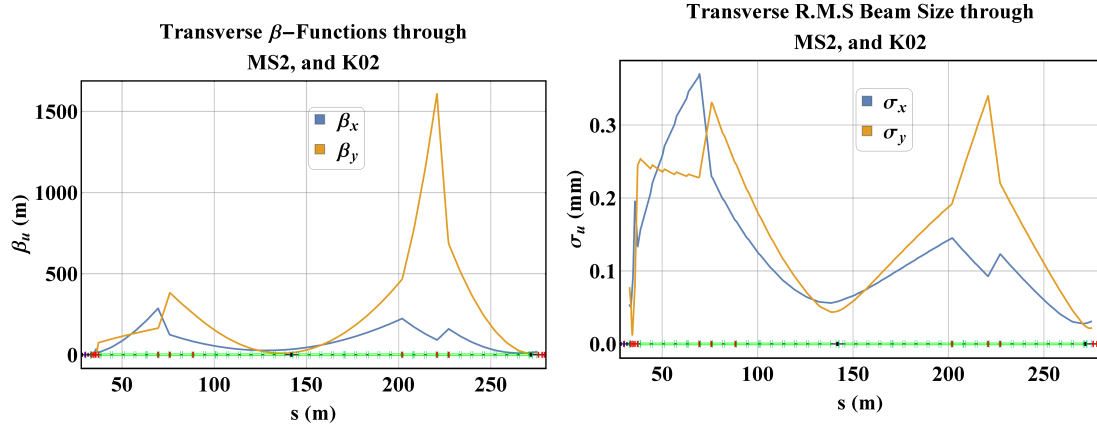 Transverse β–Functions through
MS2, and K02
β_u (m)
1500
1000
500
0
β_x
β_y
50
100
150
200
250
s (m)
Transverse R.M.S Beam Size through
MS2, and K02
σ_u (mm)
0.3
0.2
0.1
0.0
σ_x
σ_y
50
100
150
200
250
s (m)